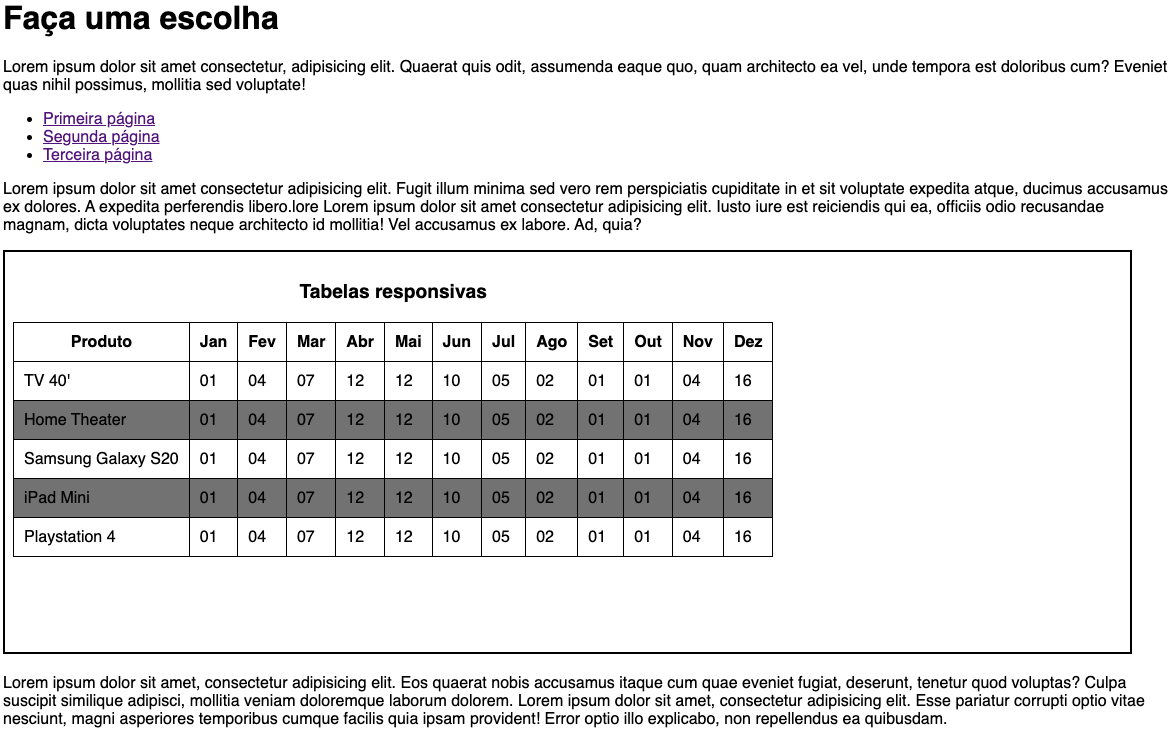 Faça uma escolha
Lorem ipsum dolor sit amet consectetur, adipisicing elit. Quaerat quis odit, assumenda eaque quo, quam architecto ea vel, unde tempora est doloribus cum? Eveniet
quas nihil possimus, mollitia sed voluptate!
Primeira página
Segunda página
Terceira página
Lorem ipsum dolor sit amet consectetur adipisicing elit. Fugit illum minima sed vero rem perspiciatis cupiditate in et sit voluptate expedita atque, ducimus accusamus
ex dolores. A expedita perferendis libero.lore Lorem ipsum dolor sit amet consectetur adipisicing elit. Iusto iure est reiciendis qui ea, officiis odio recusandae
magnam, dicta voluptates neque architecto id mollitia! Vel accusamus ex labore. Ad, quia?
Tabelas responsivas
Produto Jan Fev Mar Abr Mai Jun Jul Ago Set Out Nov Dez
TV 40' 01 04 07 12 12 10 05 02 01 01 04 16
Home Theater 01 04 07 12 12 10 05 02 01 01 04 16
Samsung Galaxy S20 01 04 07 12 12 10 05 02 01 01 04 16
iPad Mini 01 04 07 12 12 10 05 02 01 01 04 16
Playstation 4 01 04 07 12 12 10 05 02 01 01 04 16
Lorem ipsum dolor sit amet, consectetur adipisicing elit. Eos quaerat nobis accusamus itaque cum quae eveniet fugiat, deserunt, tenetur quod voluptas? Culpa
suscipit similique adipisci, mollitia veniam doloremque laborum dolorem. Lorem ipsum dolor sit amet, consectetur adipisicing elit. Esse pariatur corrupti optio vitae
nesciunt, magni asperiores temporibus cumque facilis quia ipsam provident! Error optio illo explicabo, non repellendus ea quibusdam.